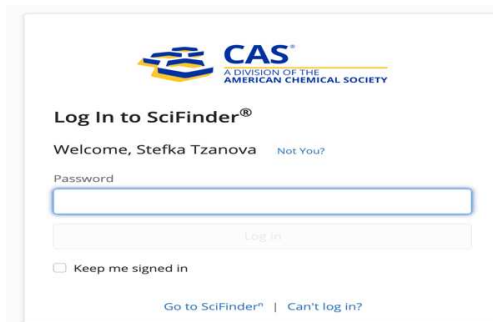 CAS®
A DIVISION OF THE
AMERICAN CHEMICAL SOCIETY
Log In to SciFinder®
Welcome, Stefka Tzanova Not You?
Password
Log in
Keep me signed in
Go to SciFinderⁿ | Can't log in?